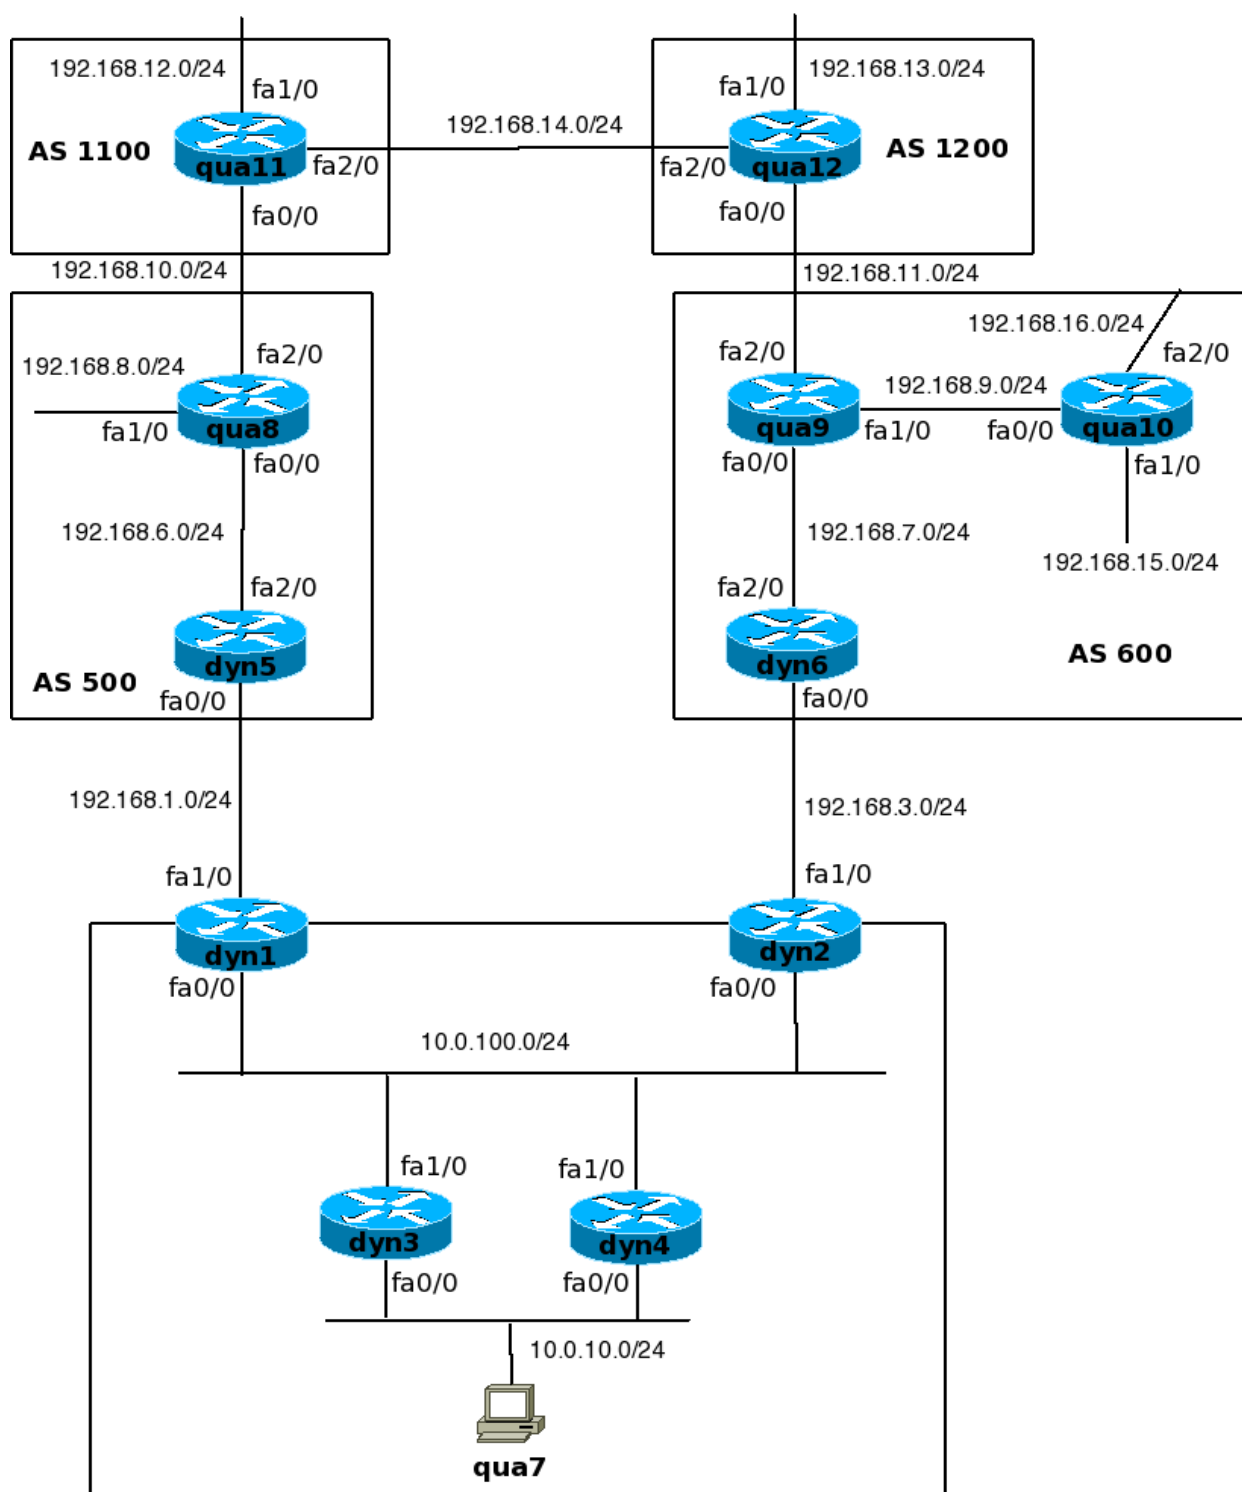 192.168.12.0/24
fa1/0
AS 1100
qua11
fa2/0
fa0/0
192.168.14.0/24
192.168.13.0/24
fa1/0
AS 1200
qua12
fa2/0
fa0/0
192.168.10.0/24
192.168.11.0/24
192.168.8.0/24
fa2/0
qua8
fa1/0
fa0/0
192.168.6.0/24
fa2/0
dyn5
AS 500
fa0/0
192.168.16.0/24
fa2/0
fa2/0
192.168.9.0/24
qua9
fa1/0
fa0/0
qua10
fa0/0
fa1/0
192.168.7.0/24
192.168.15.0/24
fa2/0
dyn6
AS 600
fa0/0
192.168.1.0/24
192.168.3.0/24
fa1/0
fa1/0
dyn1
dyn2
fa0/0
fa0/0
10.0.100.0/24
fa1/0
fa1/0
dyn3
dyn4
fa0/0
fa0/0
10.0.10.0/24
qua7